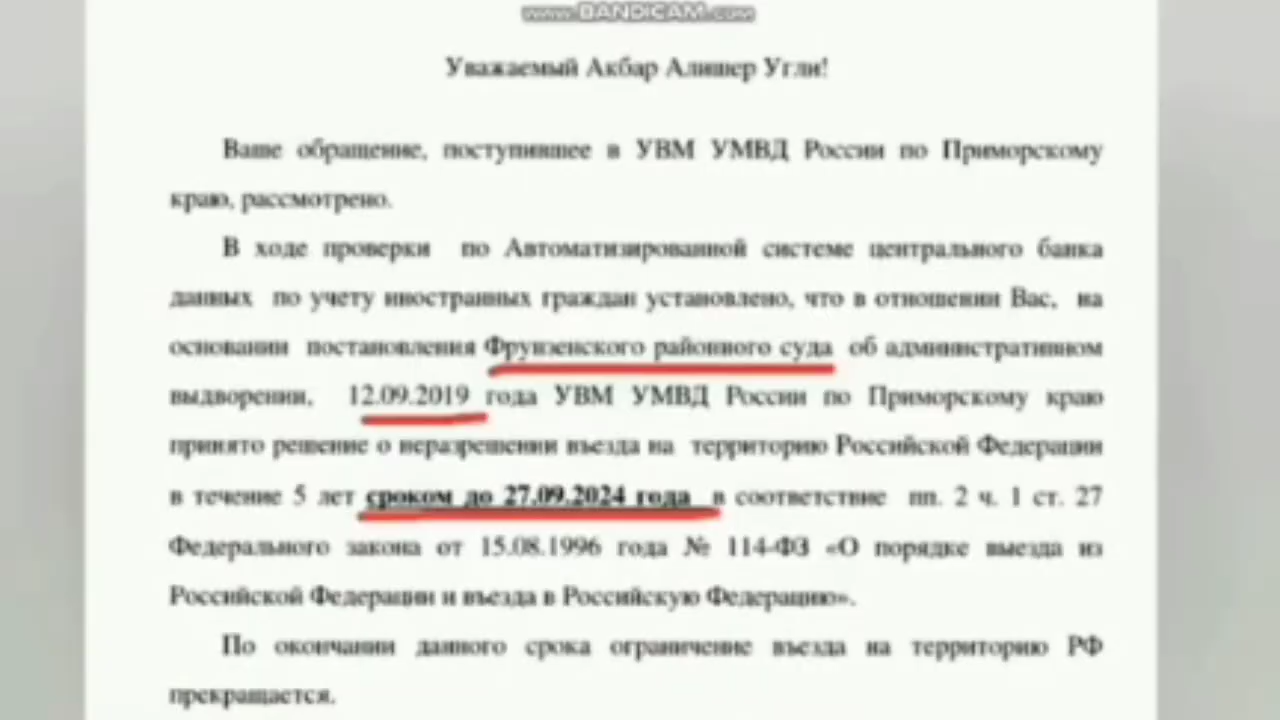 www.BANDICAM.com
Уважаемый Акбар Алишер Угли!
Ваше обращение, поступившее в УВМ УМВД России по Приморскому
краю, рассмотрено.
В ходе проверки по Автоматизированной системе центрального банка
данных по учету иностранных граждан установлено, что в отношении Вас, на
основании постановления Фрунзенского районного суда об административном
выдворении, 12.09.2019 года УВМ УМВД России по Приморскому краю
принято решение о неразрешении въезда на территорию Российской Федерации
в течение 5 лет сроком до 27.09.2024 года в соответствие пп. 2 ч. 1 ст. 27
Федерального закона от 15.08.1996 года № 114-ФЗ «О порядке выезда из
Российской Федерации и въезда в Российскую Федерацию».
По окончании данного срока ограничение въезда на территорию РФ
прекращается.